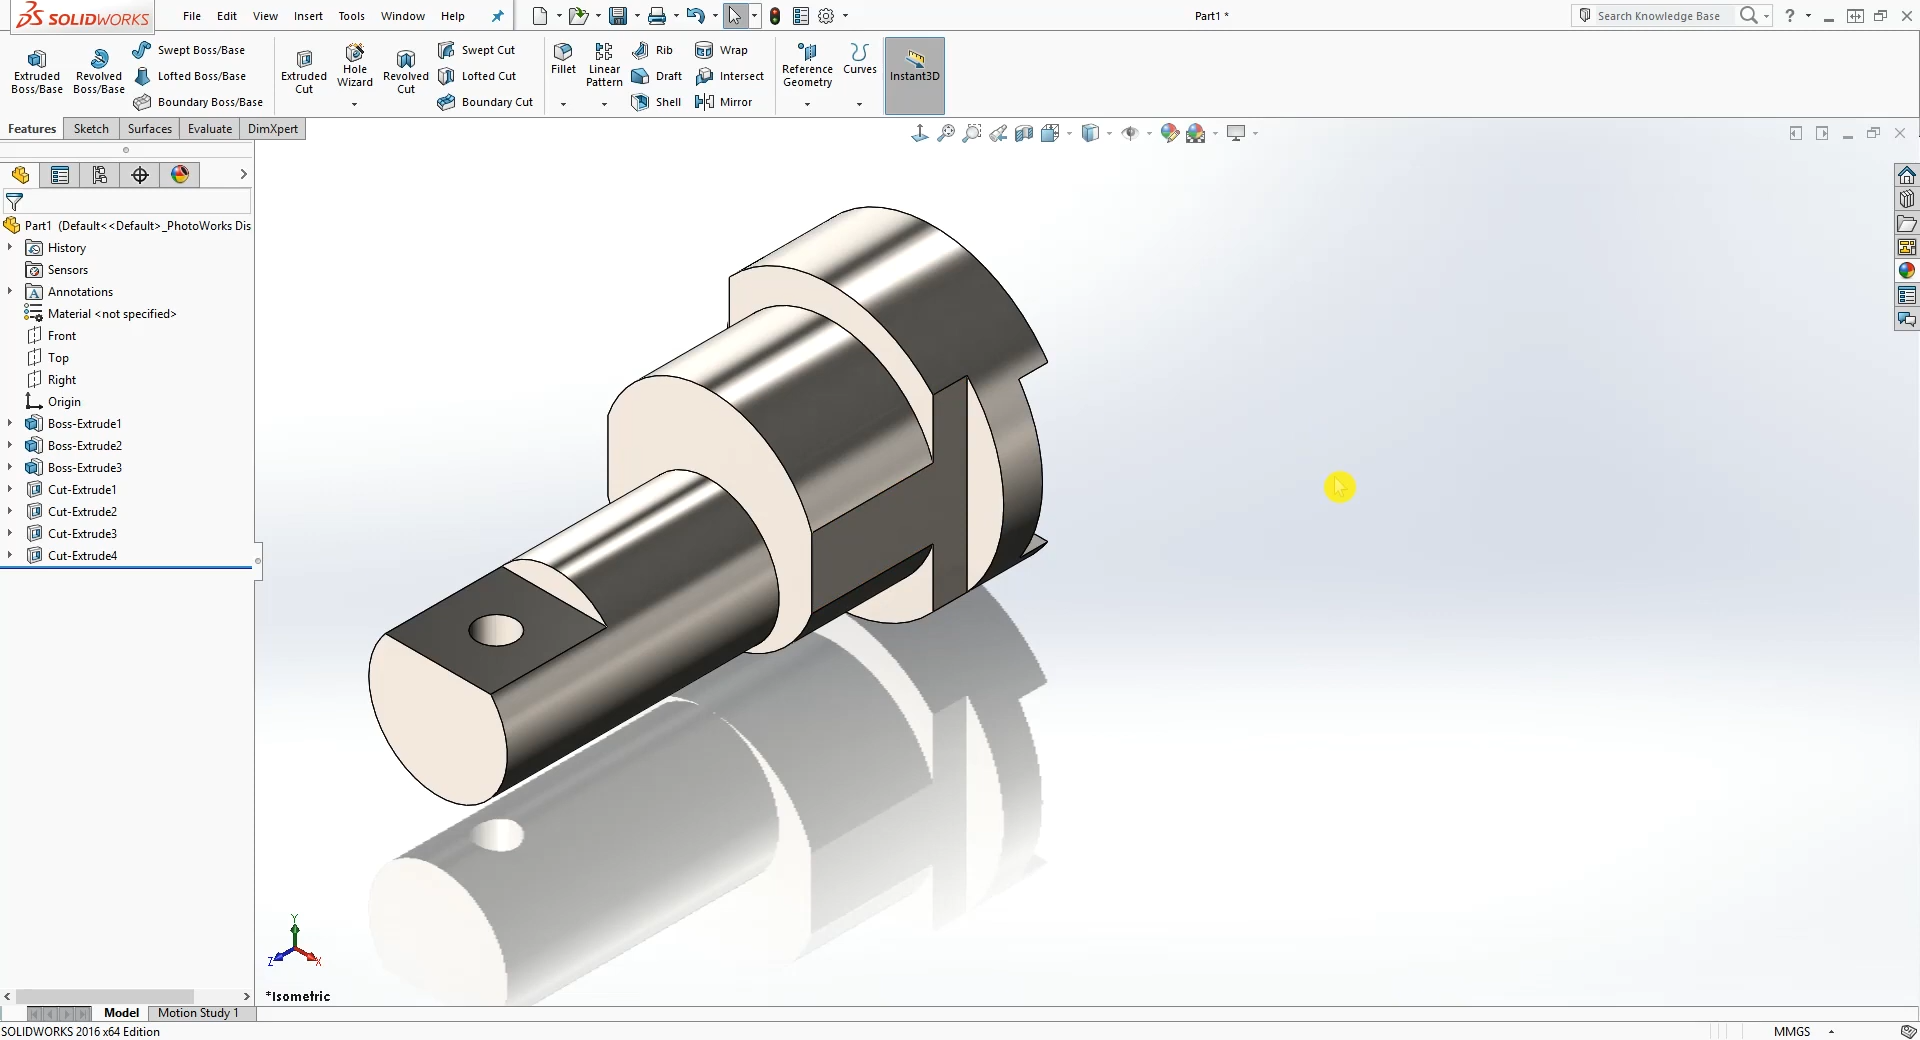 SOLIDWORKS
File Edit View Insert Tools Window Help
Part1 *
Search Knowledge Base
?
Extruded Boss/Base
Revolved Boss/Base
Swept Boss/Base
Lofted Boss/Base
Boundary Boss/Base
Extruded Cut
Hole Wizard
Revolved Cut
Swept Cut
Lofted Cut
Boundary Cut
Fillet
Linear Pattern
Rib
Draft
Shell
Wrap
Intersect
Mirror
Reference Geometry
Curves
Instant3D
Features Sketch Surfaces Evaluate DimXpert
Part1 (Default<<Default>_PhotoWorks Dis
History
Sensors
A Annotations
Material <not specified>
Front
Top
Right
Origin
Boss-Extrude1
Boss-Extrude2
Boss-Extrude3
Cut-Extrude1
Cut-Extrude2
Cut-Extrude3
Cut-Extrude4
Y
Z
X
*Isometric
Model Motion Study 1
SOLIDWORKS 2016 x64 Edition
MMGS